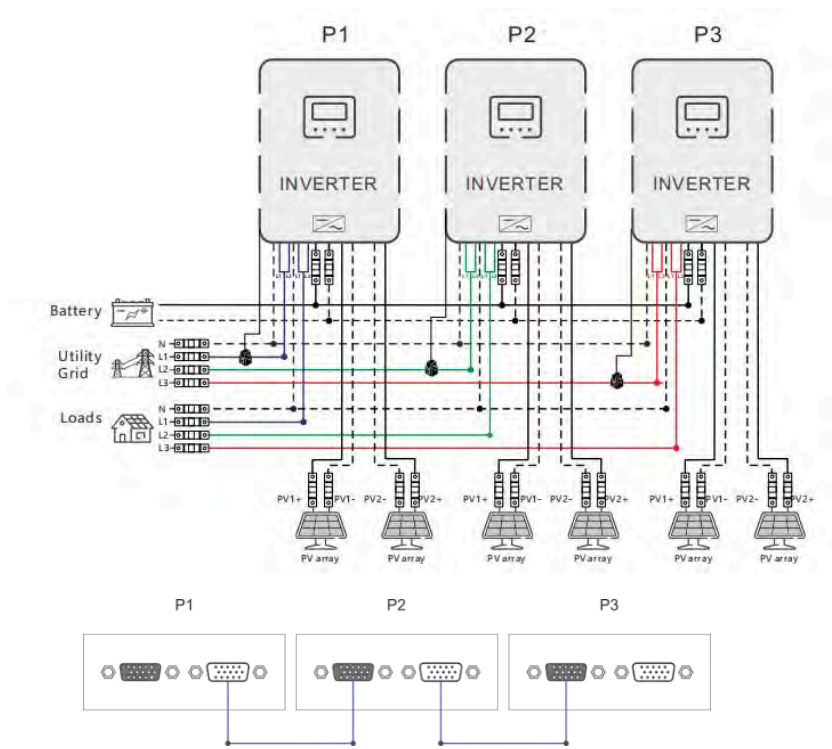 P1 P2 P3
INVERTER INVERTER INVERTER
Battery
Utility
Grid
N
L1
L2
L3
Loads
N
L1
L2
L3
PV1+ PV1- PV2- PV2+ PV1+ PV1- PV2- PV2+ PV1+ PV1- PV2- PV2+
PV array PV array PV array PV array PV array PV array
P1 P2 P3